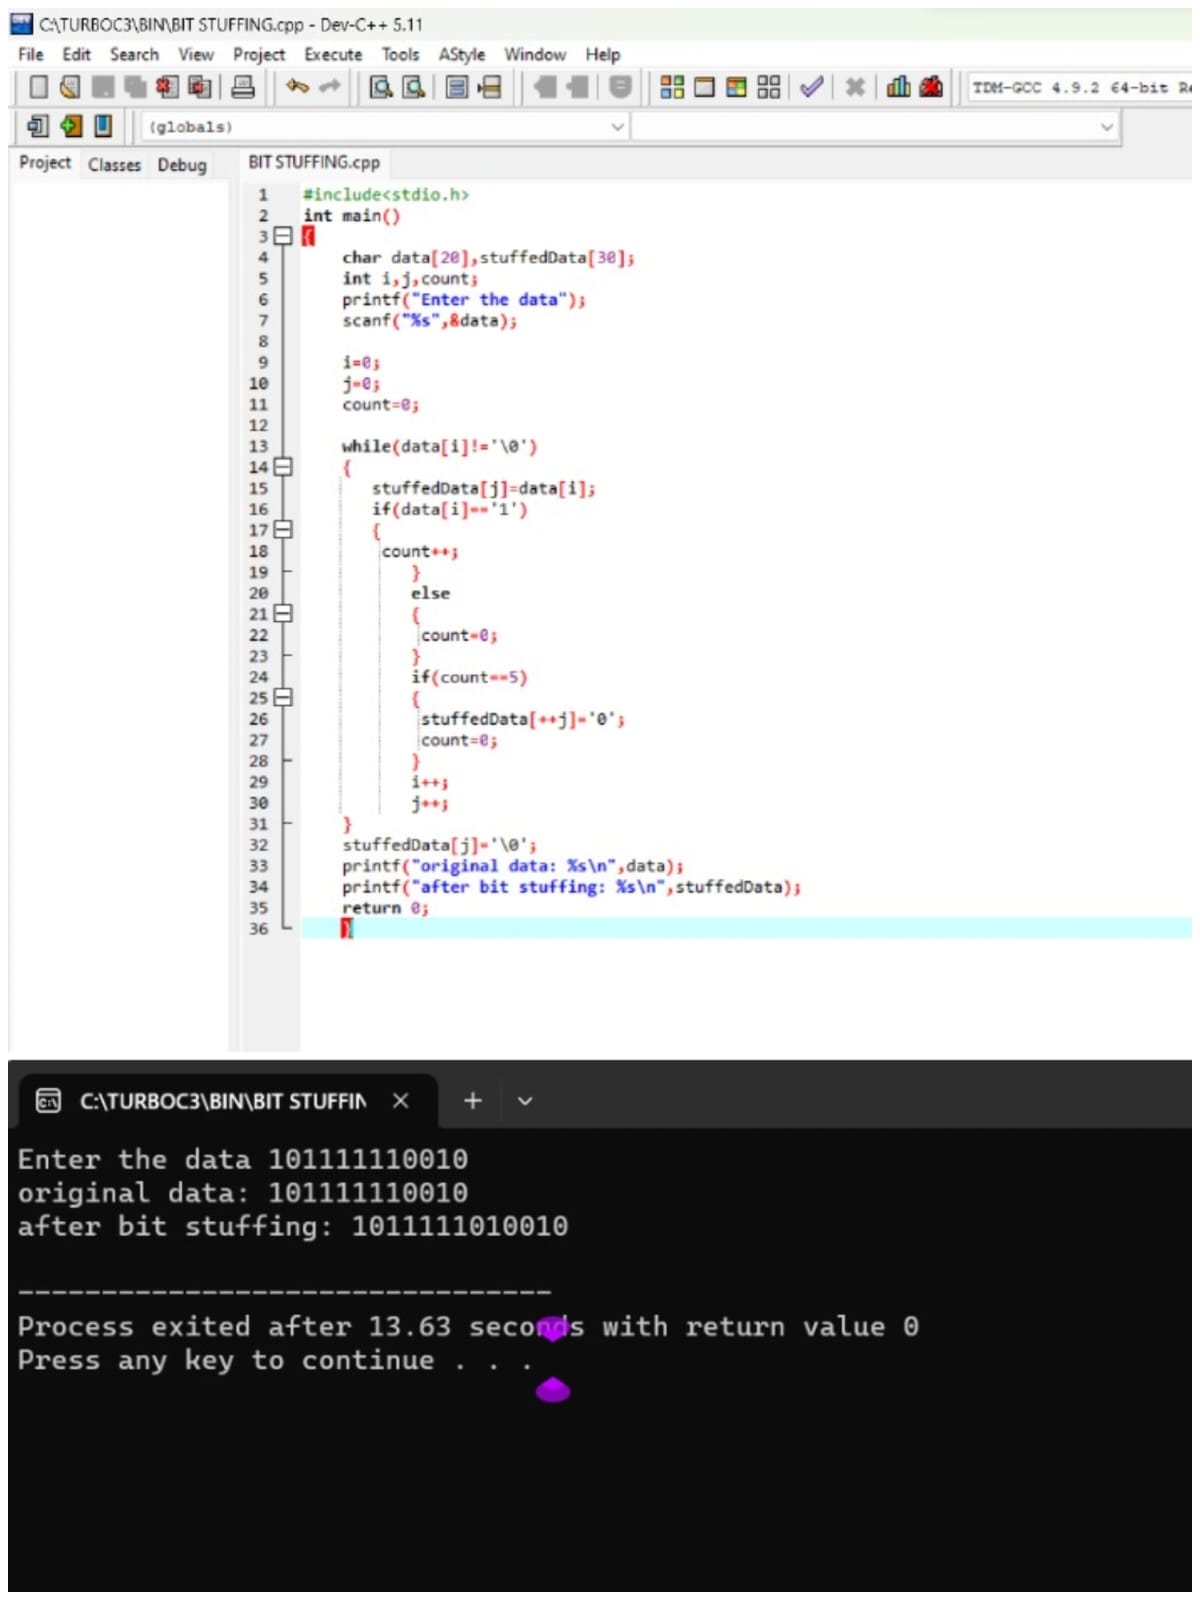 C:\TURBOC3\BIN\BIT STUFFING.cpp - Dev-C++ 5.11
File Edit Search View Project Execute Tools AStyle Window Help
TDM-GCC 4.9.2 64-bit Re
(globals)
Project Classes Debug BIT STUFFING.cpp
1 #include<stdio.h>
2 int main()
3 {
4 char data[20],stuffedData[30];
5 int i,j,count;
6 printf("Enter the data");
7 scanf("%s",&data);
8
9 i=0;
10 j=0;
11 count=0;
12
13 while(data[i]!='\0')
14 {
15 stuffedData[j]=data[i];
16 if(data[i]=='1')
17 {
18 count++;
19 }
20 else
21 {
22 count=0;
23 }
24 if(count==5)
25 {
26 stuffedData[++j]='0';
27 count=0;
28 }
29 i++;
30 j++;
31 }
32 stuffedData[j]='\0';
33 printf("original data: %s\n",data);
34 printf("after bit stuffing: %s\n",stuffedData);
35 return 0;
36 }
C:\TURBOC3\BIN\BIT STUFFIN
Enter the data 101111110010
original data: 101111110010
after bit stuffing: 1011111010010
--------------------------------
Process exited after 13.63 seconds with return value 0
Press any key to continue . . .